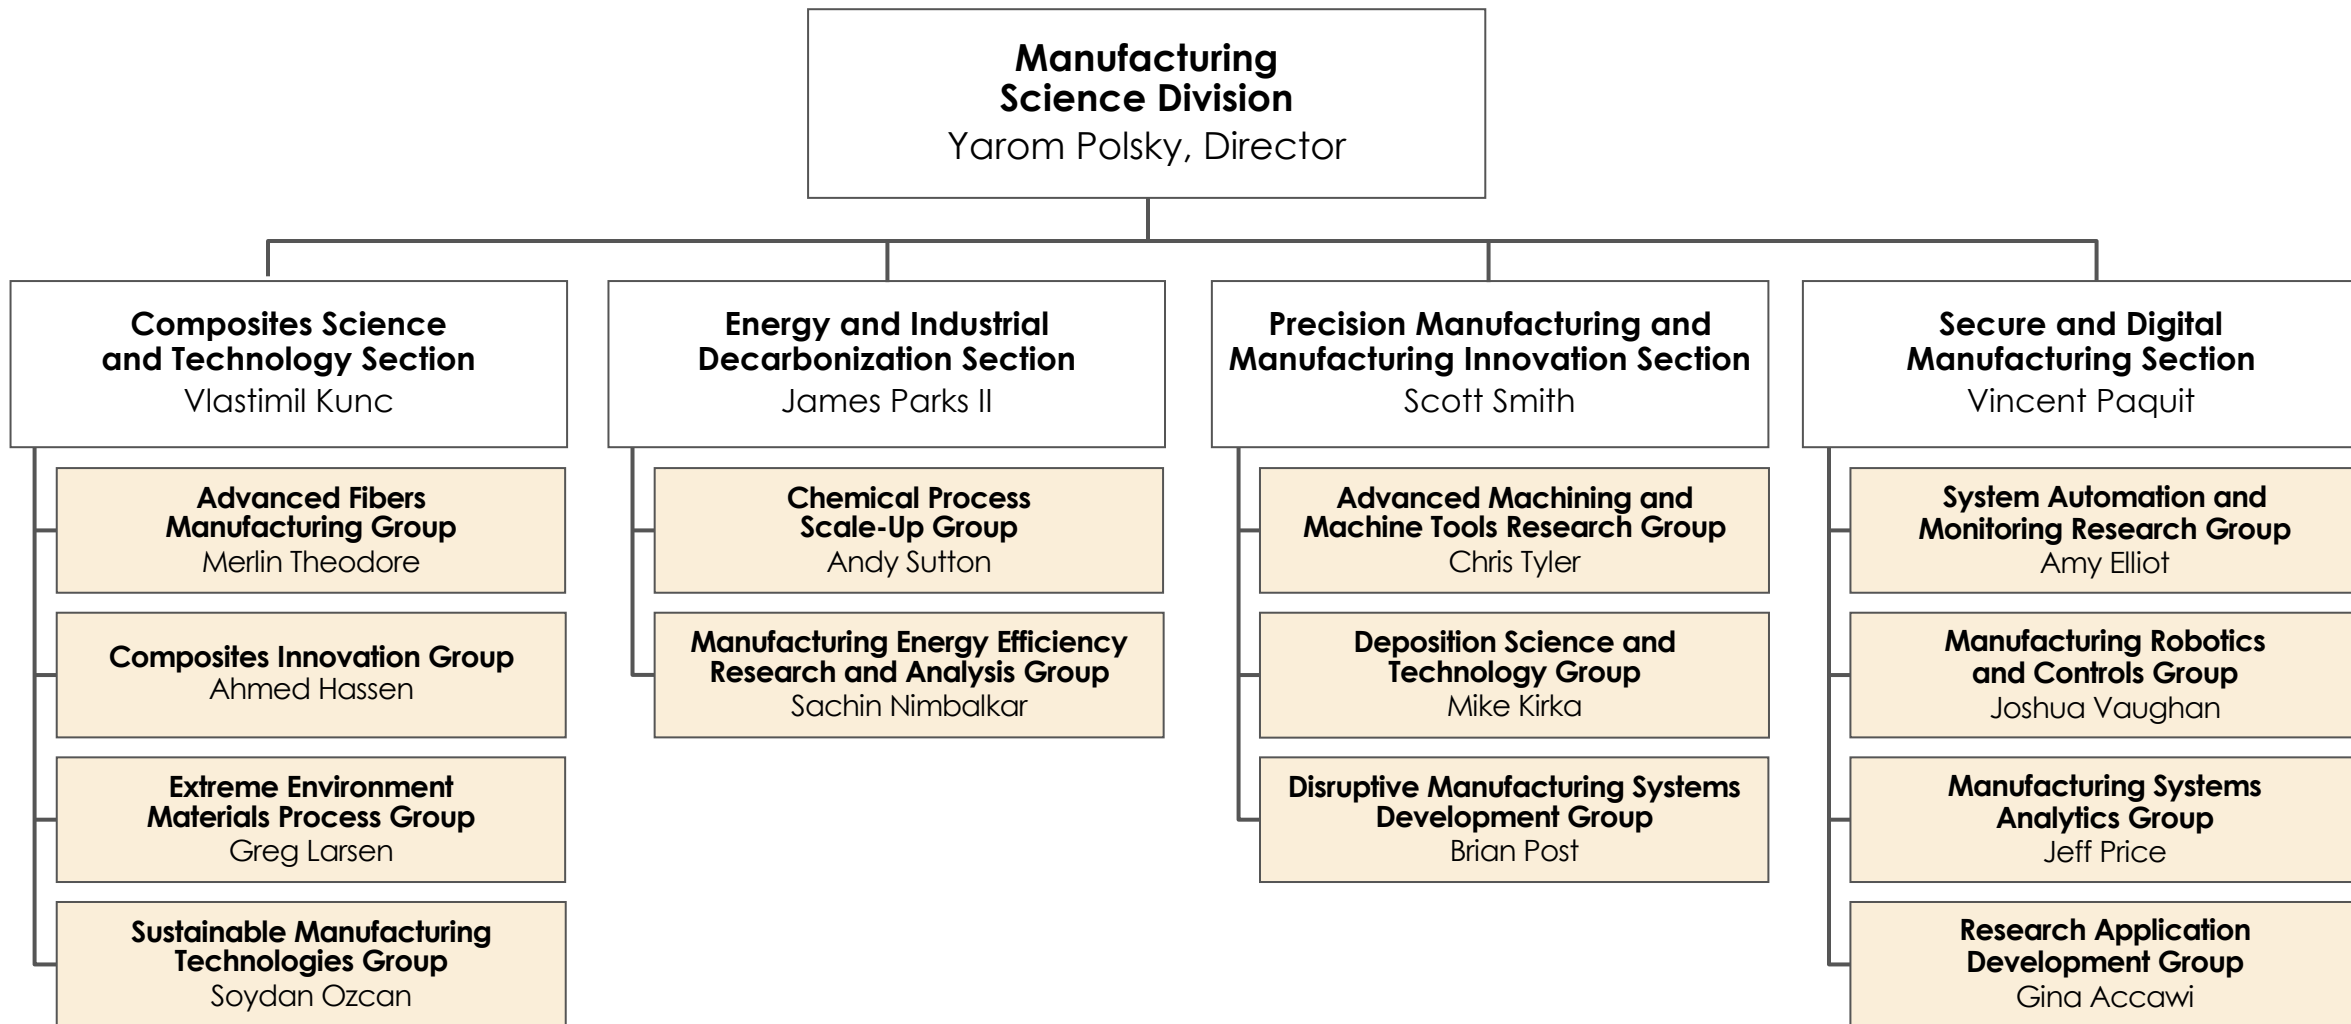 Manufacturing
Science Division
Yarom Polsky, Director
Composites Science
and Technology Section
Vlastimil Kunc
Advanced Fibers
Manufacturing Group
Merlin Theodore
Composites Innovation Group
Ahmed Hassen
Extreme Environment
Materials Process Group
Greg Larsen
Sustainable Manufacturing
Technologies Group
Soydan Ozcan
Energy and Industrial
Decarbonization Section
James Parks II
Chemical Process
Scale-Up Group
Andy Sutton
Manufacturing Energy Efficiency
Research and Analysis Group
Sachin Nimbalkar
Precision Manufacturing and
Manufacturing Innovation Section
Scott Smith
Advanced Machining and
Machine Tools Research Group
Chris Tyler
Deposition Science and
Technology Group
Mike Kirka
Disruptive Manufacturing Systems
Development Group
Brian Post
Secure and Digital
Manufacturing Section
Vincent Paquit
System Automation and
Monitoring Research Group
Amy Elliot
Manufacturing Robotics
and Controls Group
Joshua Vaughan
Manufacturing Systems
Analytics Group
Jeff Price
Research Application
Development Group
Gina Accawi